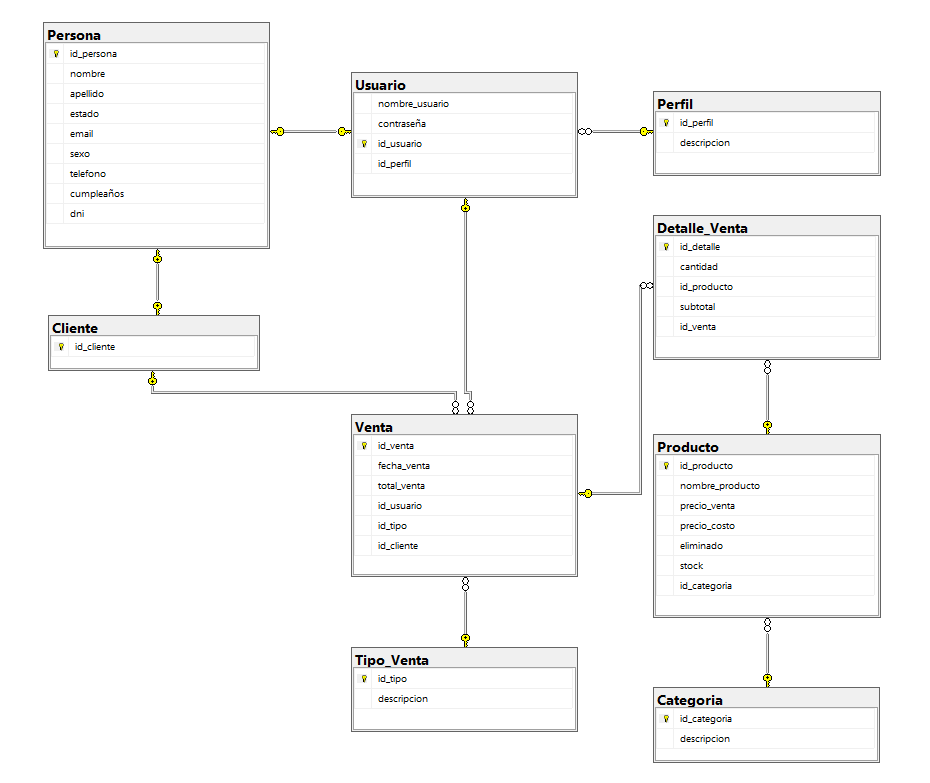 Persona
id_persona
nombre
apellido
estado
email
sexo
telefono
cumpleaños
dni
Usuario
nombre_usuario
contraseña
id_usuario
id_perfil
Perfil
id_perfil
descripcion
Detalle_Venta
id_detalle
cantidad
id_producto
subtotal
id_venta
Cliente
id_cliente
Venta
id_venta
fecha_venta
total_venta
id_usuario
id_tipo
id_cliente
Producto
id_producto
nombre_producto
precio_venta
precio_costo
eliminado
stock
id_categoria
Tipo_Venta
id_tipo
descripcion
Categoria
id_categoria
descripcion